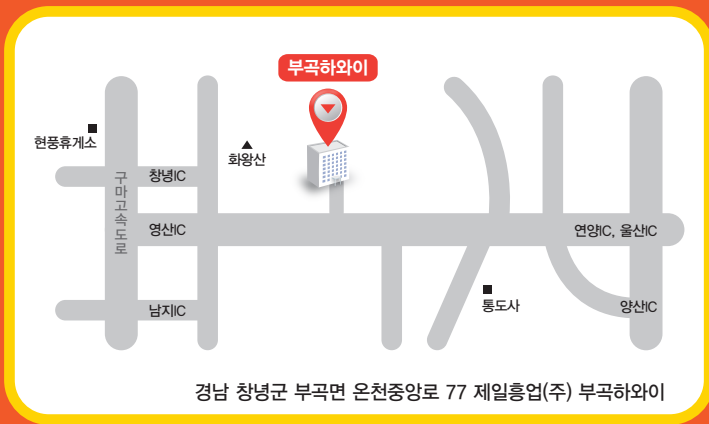 부곡하와이
현풍휴게소
화왕산
창녕IC
구마고속도로
영산IC
연양IC, 울산IC
남지IC
통도사
양산IC
경남 창녕군 부곡면 온천중앙로 77 제일흥업(주) 부곡하와이